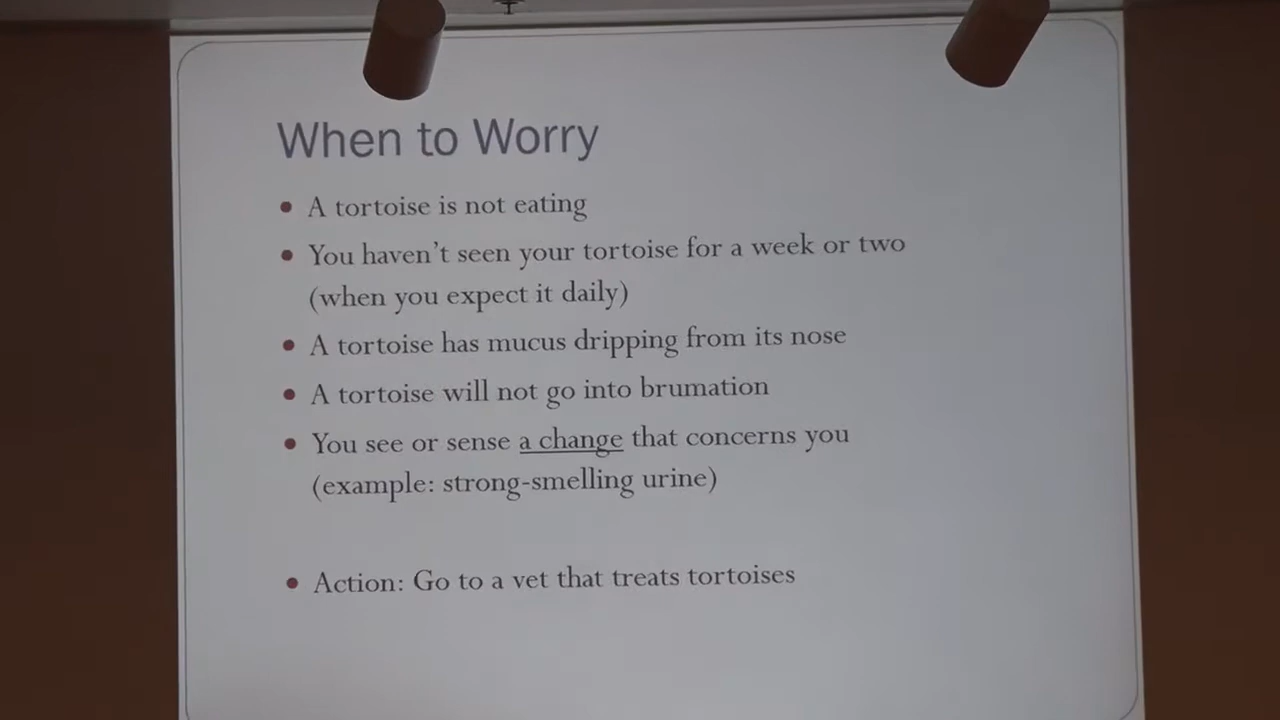 When to Worry
• A tortoise is not eating
• You haven't seen your tortoise for a week or two
(when you expect it daily)
• A tortoise has mucus dripping from its nose
• A tortoise will not go into brumation
• You see or sense a change that concerns you
(example: strong-smelling urine)
• Action: Go to a vet that treats tortoises